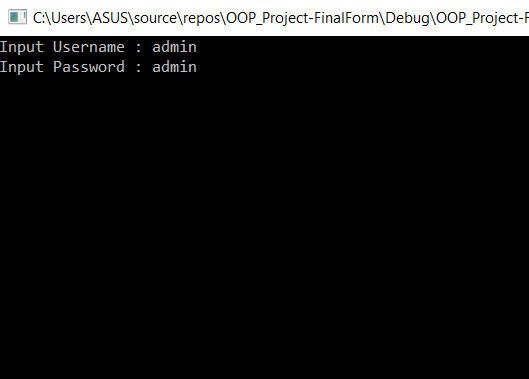 C:\Users\ASUS\source\repos\OOP_Project-FinalForm\Debug\OOP_Project-F
Input Username : admin
Input Password : admin